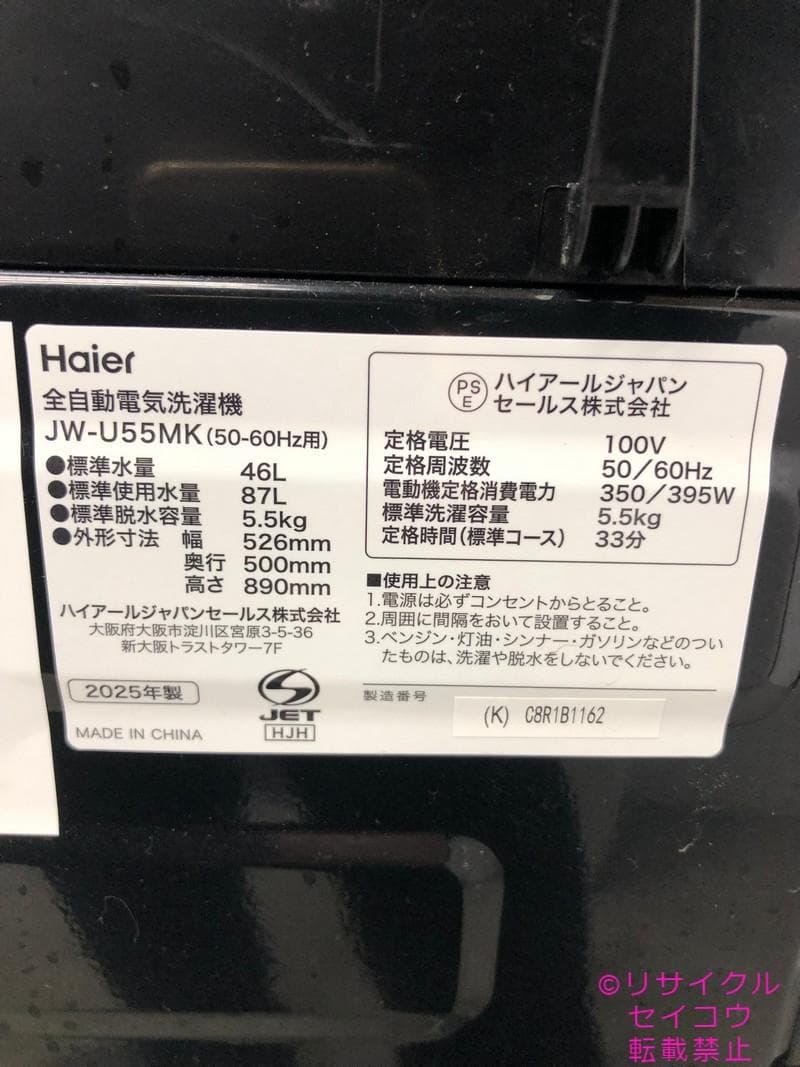 Haier
全自動電気洗濯機
JW-U55MK(50-60Hz用)
●標準水量 46L
●標準使用水量 87L
●標準脱水容量 5.5kg
●外形寸法 幅 526mm
奥行 500mm
高さ 890mm
ハイアールジャパンセールス株式会社
大阪府大阪市淀川区宮原3-5-36
新大阪トラストタワー7F
2025年製
JET
HJH
MADE IN CHINA
PS
E
ハイアールジャパン
セールス株式会社
定格電圧 100V
定格周波数 50/60Hz
電動機定格消費電力 350/395W
標準洗濯容量 5.5kg
定格時間(標準コース) 33分
■使用上の注意
1.電源は必ずコンセントからとること。
2.周囲に間隔をおいて設置すること。
3.ベンジン・灯油・シンナー・ガソリンなどのつい
たものは、洗濯や脱水をしないでください。
製造番号
(K) C8R1B1162
©リサイクル
セイコウ
転載禁止